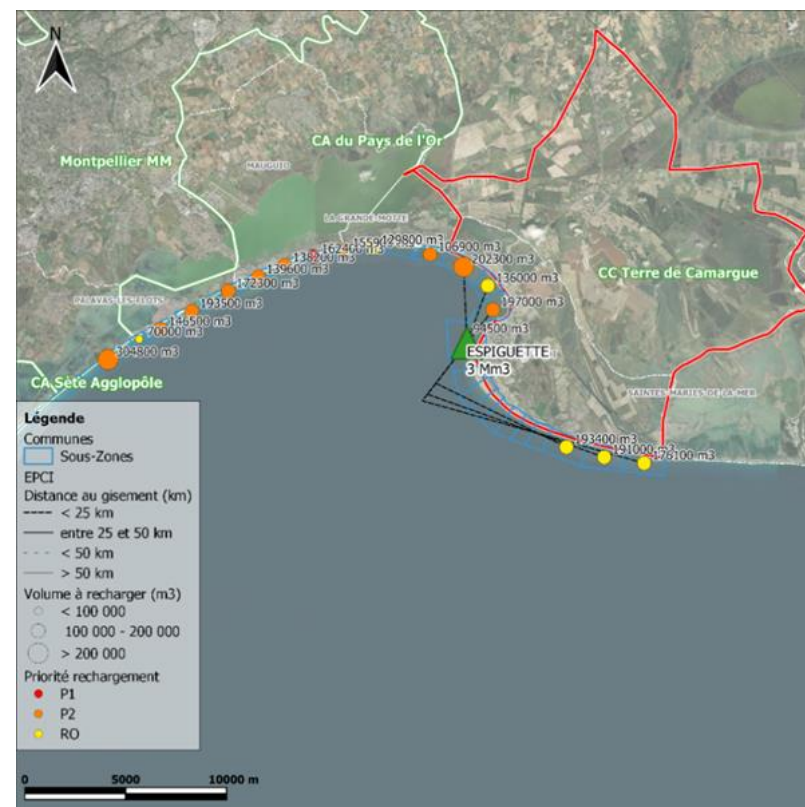 N
CA du Pays de l'Or
Montpellier MM
MAUGUIO
LA GRANDE-MOTTE
129800 m3
106900 m3
162400 m3
138200 m3
202300 m3
139600 m3
136000 m3
CC Terre de Camargue
172300 m3
PALAVAS-LES-FLOTS
193500 m3
197000 m3
146500 m3
70000 m3
94500 m3
304800 m3
ESPIGUETTE
3 Mm3
CA Sète Agglopôle
SAINTES-MARIES-DE-LA-MER
193400 m3
191000 m3
176100 m3
Légende
Communes
Sous-Zones
EPCI
Distance au gisement (km)
< 25 km
entre 25 et 50 km
< 50 km
> 50 km
Volume à recharger (m3)
< 100 000
100 000 - 200 000
> 200 000
Priorité rechargement
P1
P2
RO
0 5000 10000 m